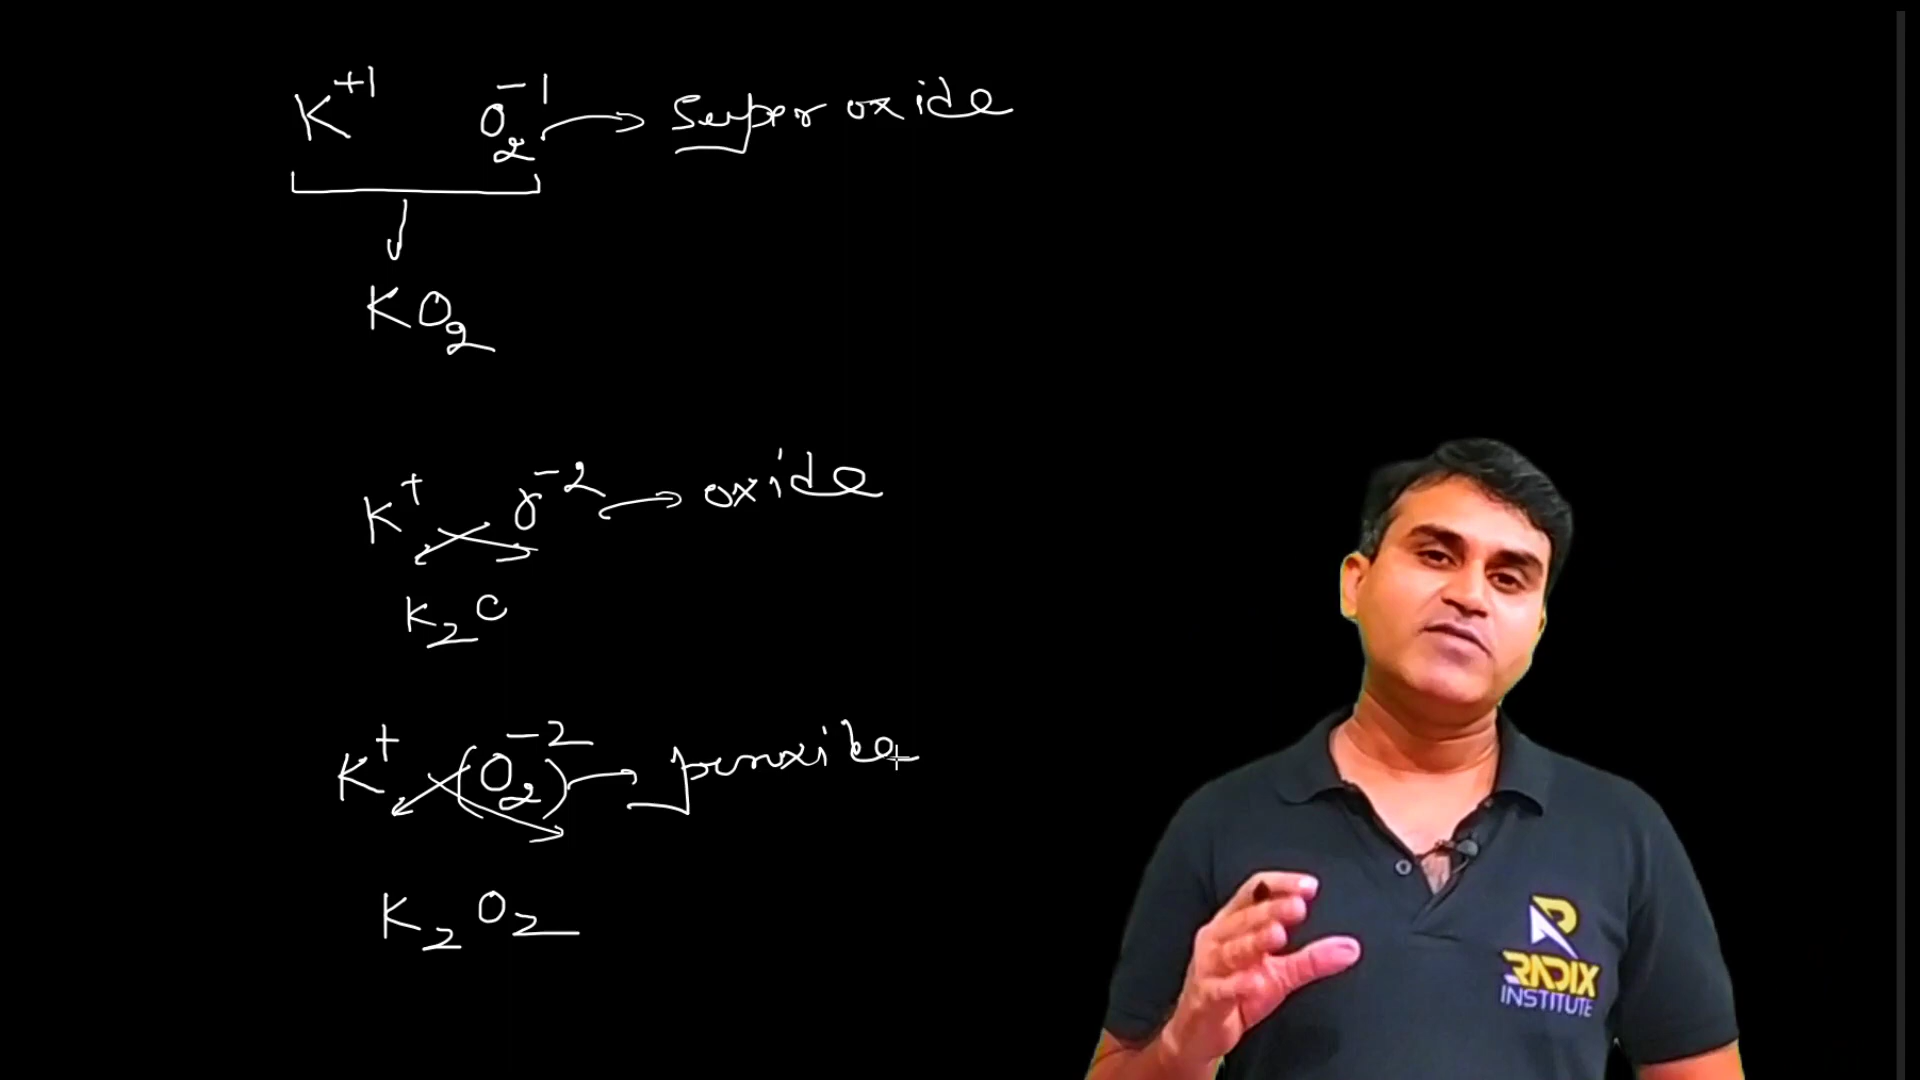 K⁺¹ O₂⁻¹ → Super oxide
KO₂
K⁺ O⁻² → oxide
K₂O
K⁺ (O₂)⁻² → peroxide
K₂O₂
RADIX
INSTITUTE